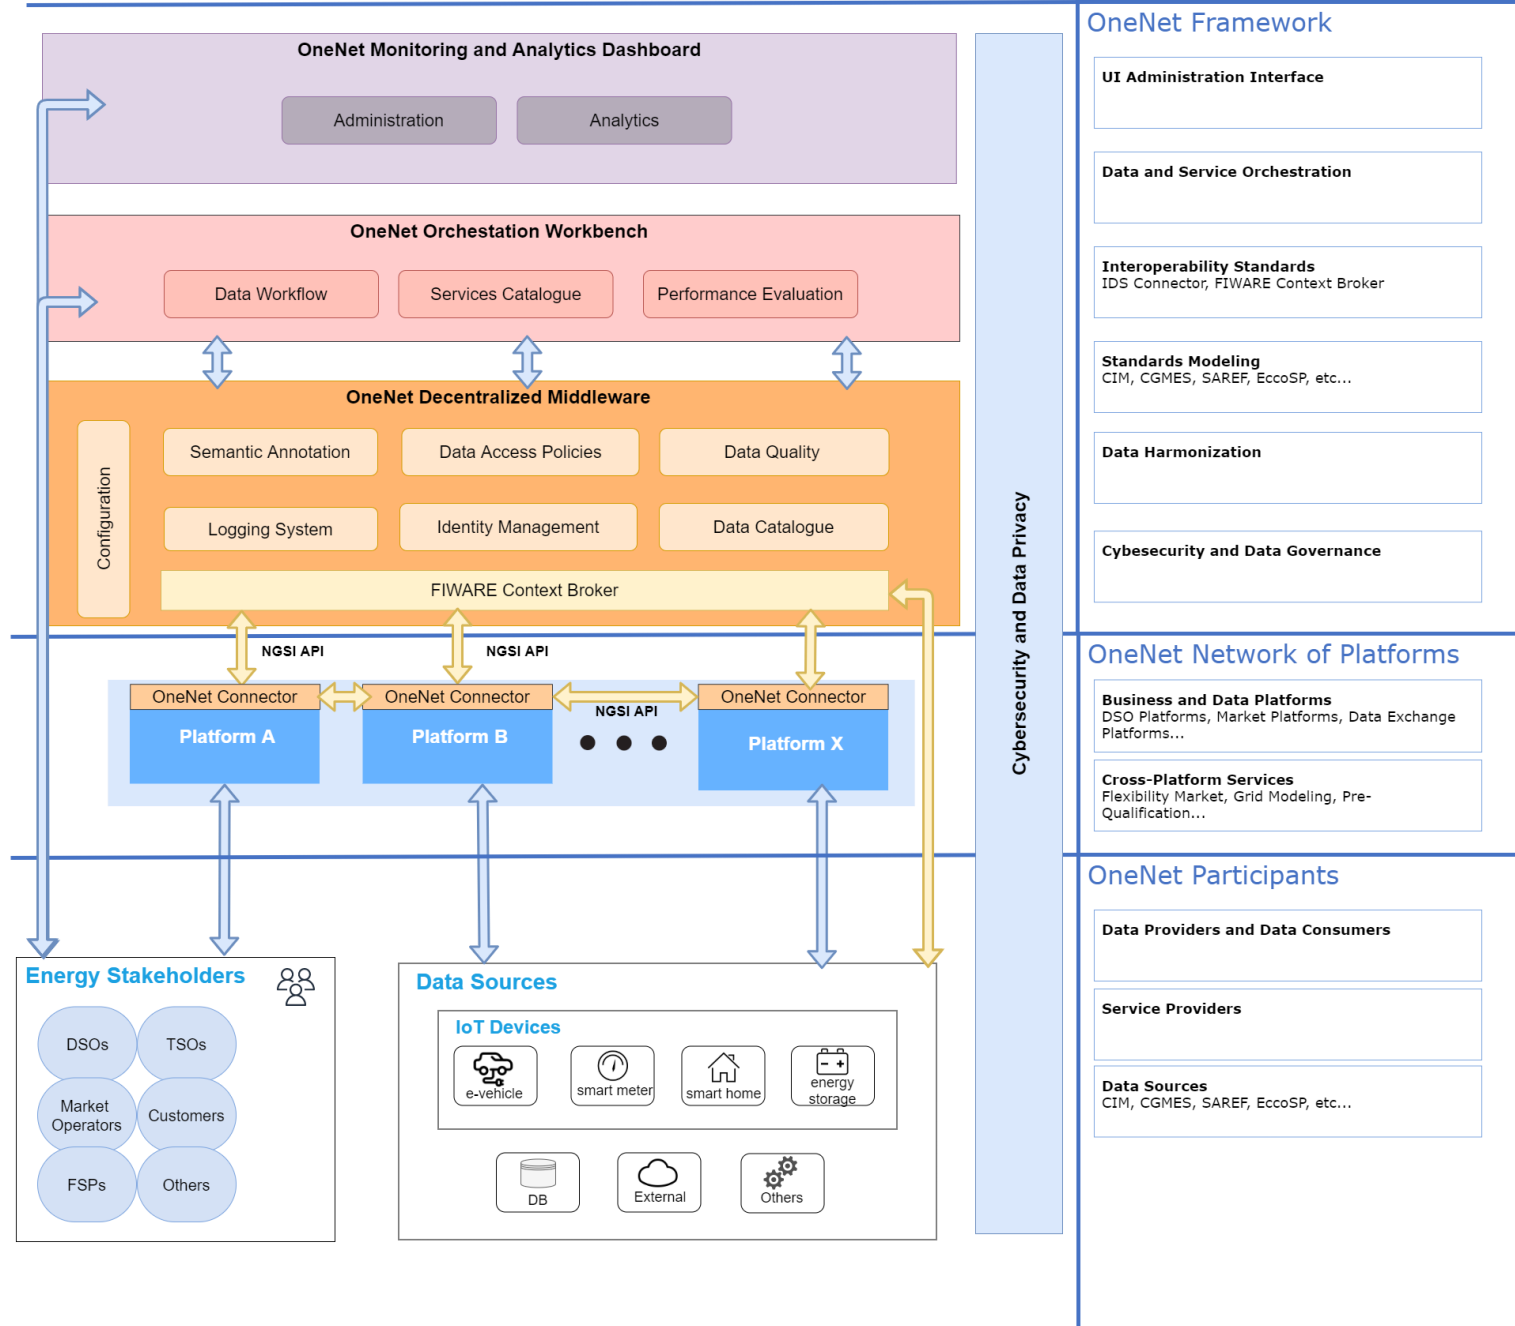 OneNet Monitoring and Analytics Dashboard
Administration
Analytics
OneNet Orchestation Workbench
Data Workflow
Services Catalogue
Performance Evaluation
OneNet Decentralized Middleware
Configuration
Semantic Annotation
Data Access Policies
Data Quality
Logging System
Identity Management
Data Catalogue
FIWARE Context Broker
NGSI API
NGSI API
OneNet Connector
OneNet Connector
OneNet Connector
NGSI API
Platform A
Platform B
Platform X
Energy Stakeholders
DSOs
TSOs
Market
Operators
Customers
FSPs
Others
Data Sources
IoT Devices
e-vehicle
smart meter
smart home
energy
storage
DB
External
Others
Cybersecurity and Data Privacy
OneNet Framework
UI Administration Interface
Data and Service Orchestration
Interoperability Standards
IDS Connector, FIWARE Context Broker
Standards Modeling
CIM, CGMES, SAREF, EccoSP, etc...
Data Harmonization
Cybesecurity and Data Governance
OneNet Network of Platforms
Business and Data Platforms
DSO Platforms, Market Platforms, Data Exchange
Platforms...
Cross-Platform Services
Flexibility Market, Grid Modeling, Pre-
Qualification...
OneNet Participants
Data Providers and Data Consumers
Service Providers
Data Sources
CIM, CGMES, SAREF, EccoSP, etc...